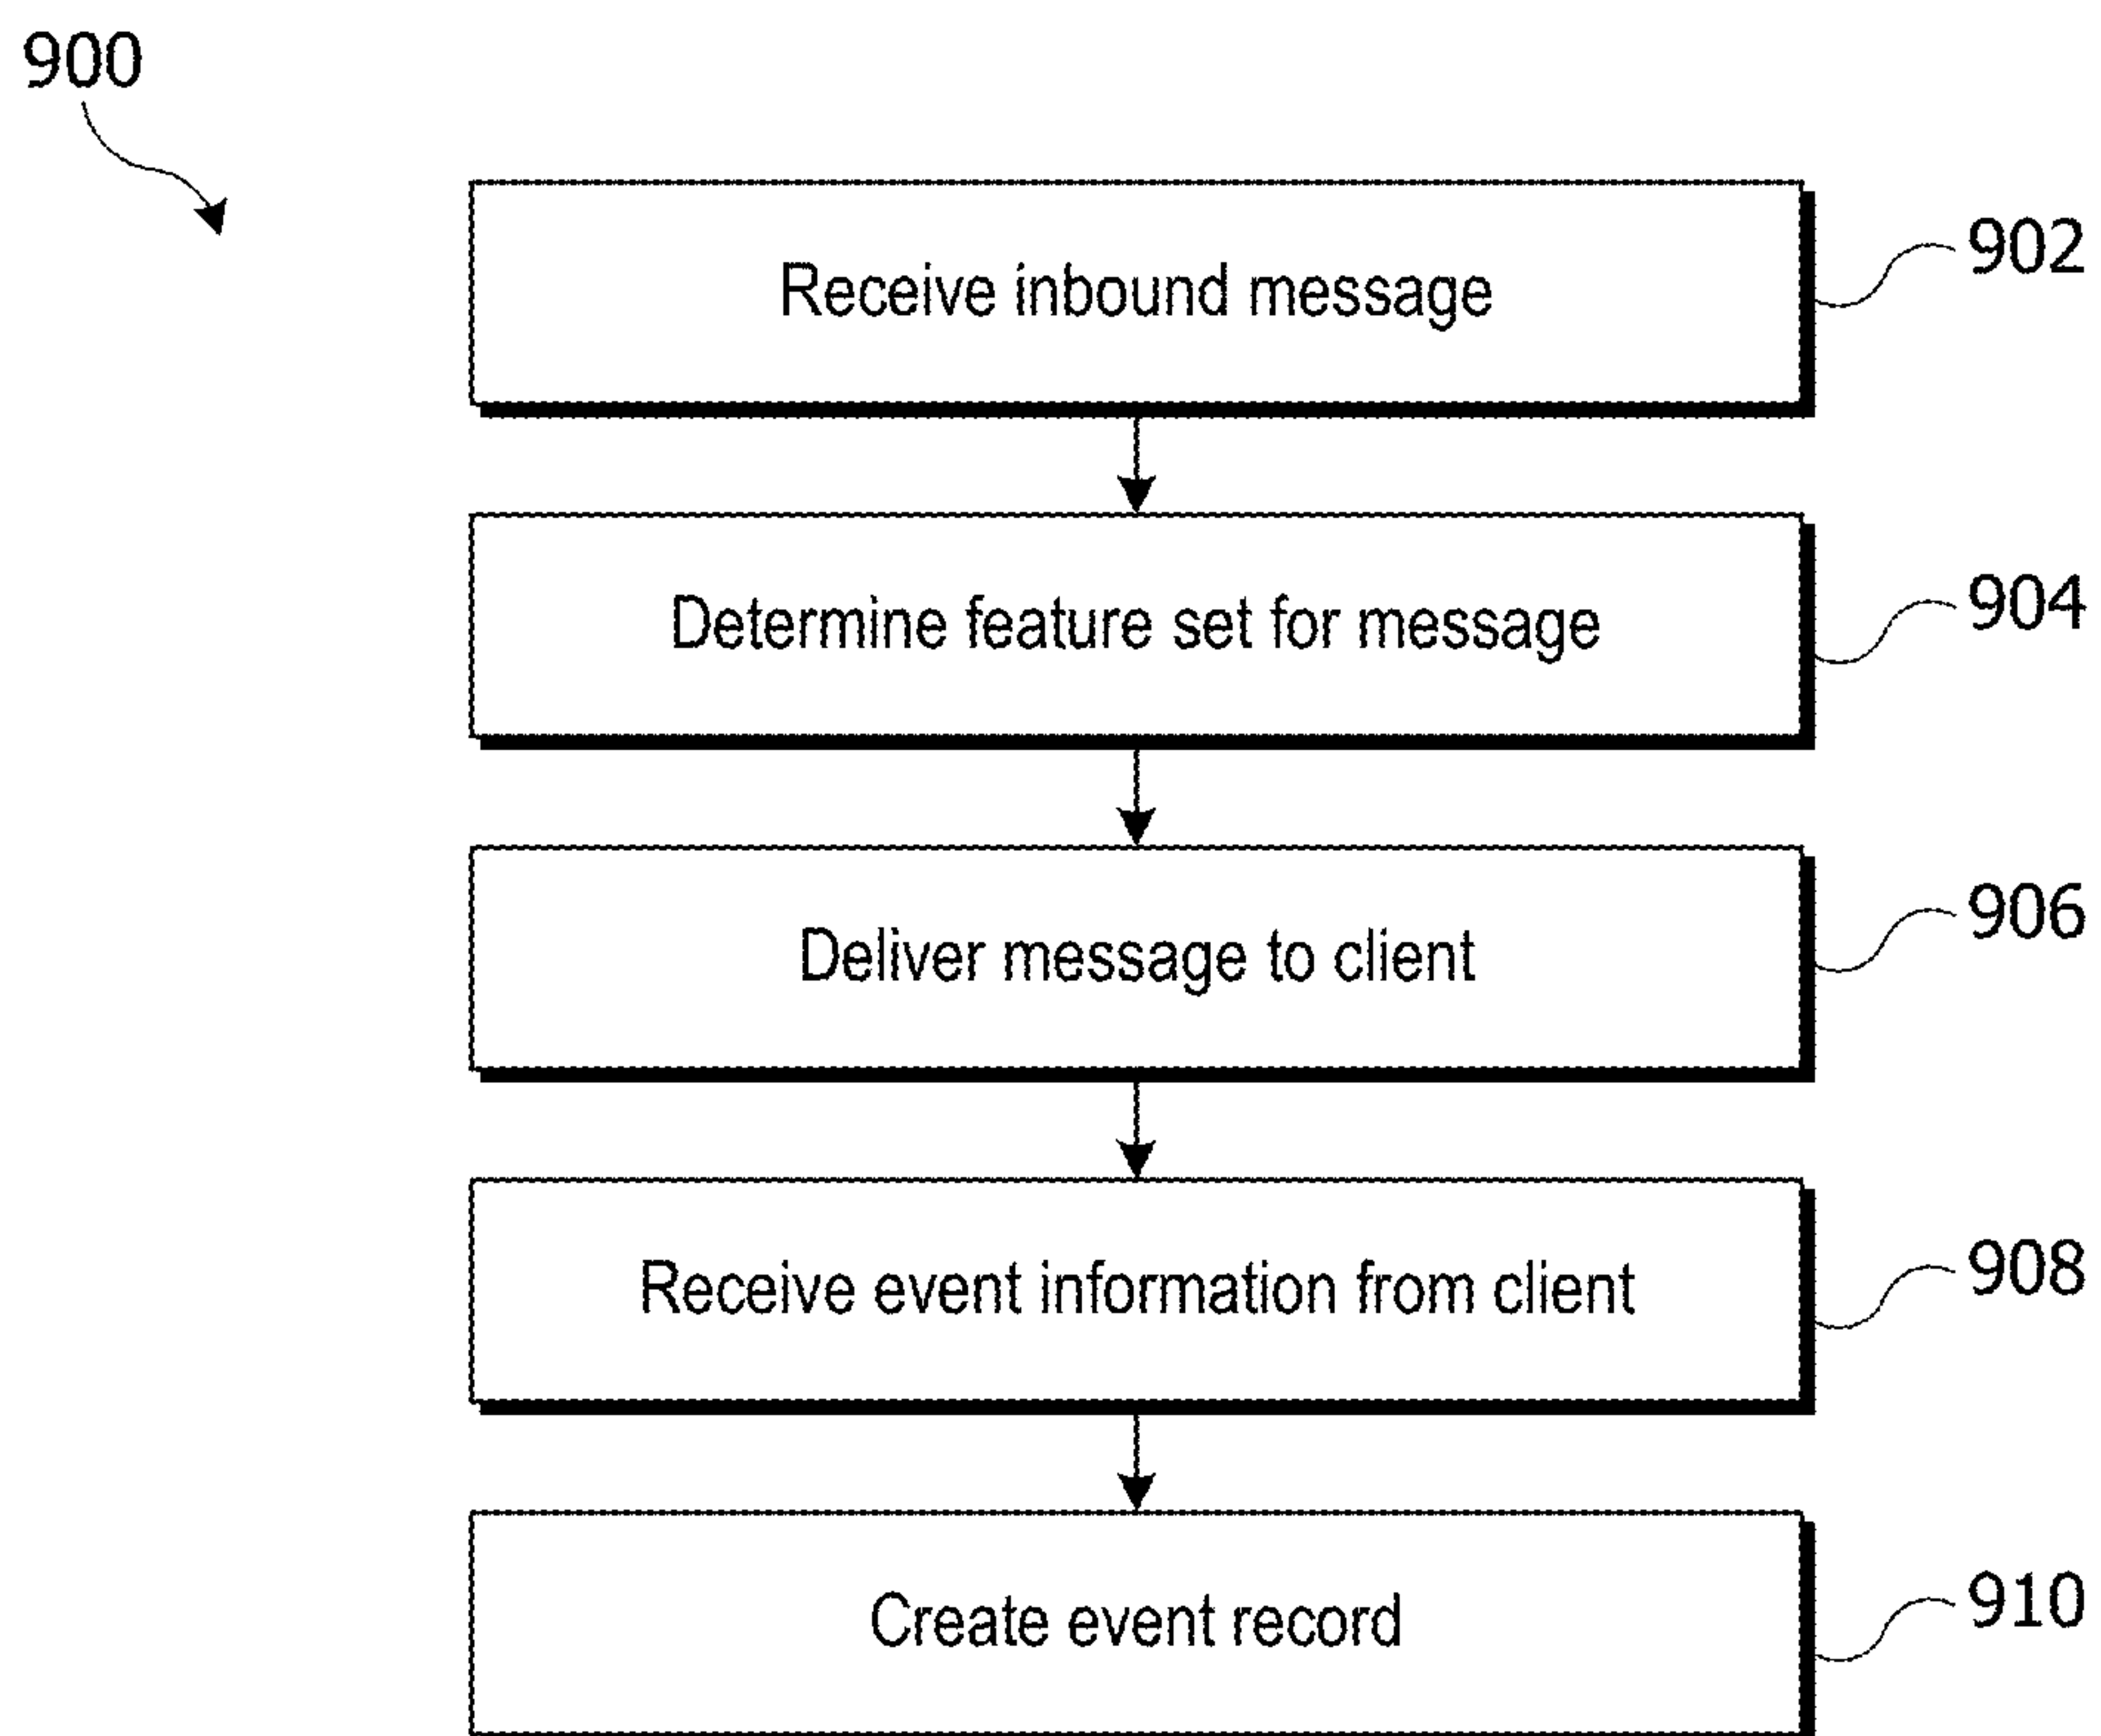 900
Receive inbound message
902
Determine feature set for message
904
Deliver message to client
906
Receive event information from client
908
Create event record
910